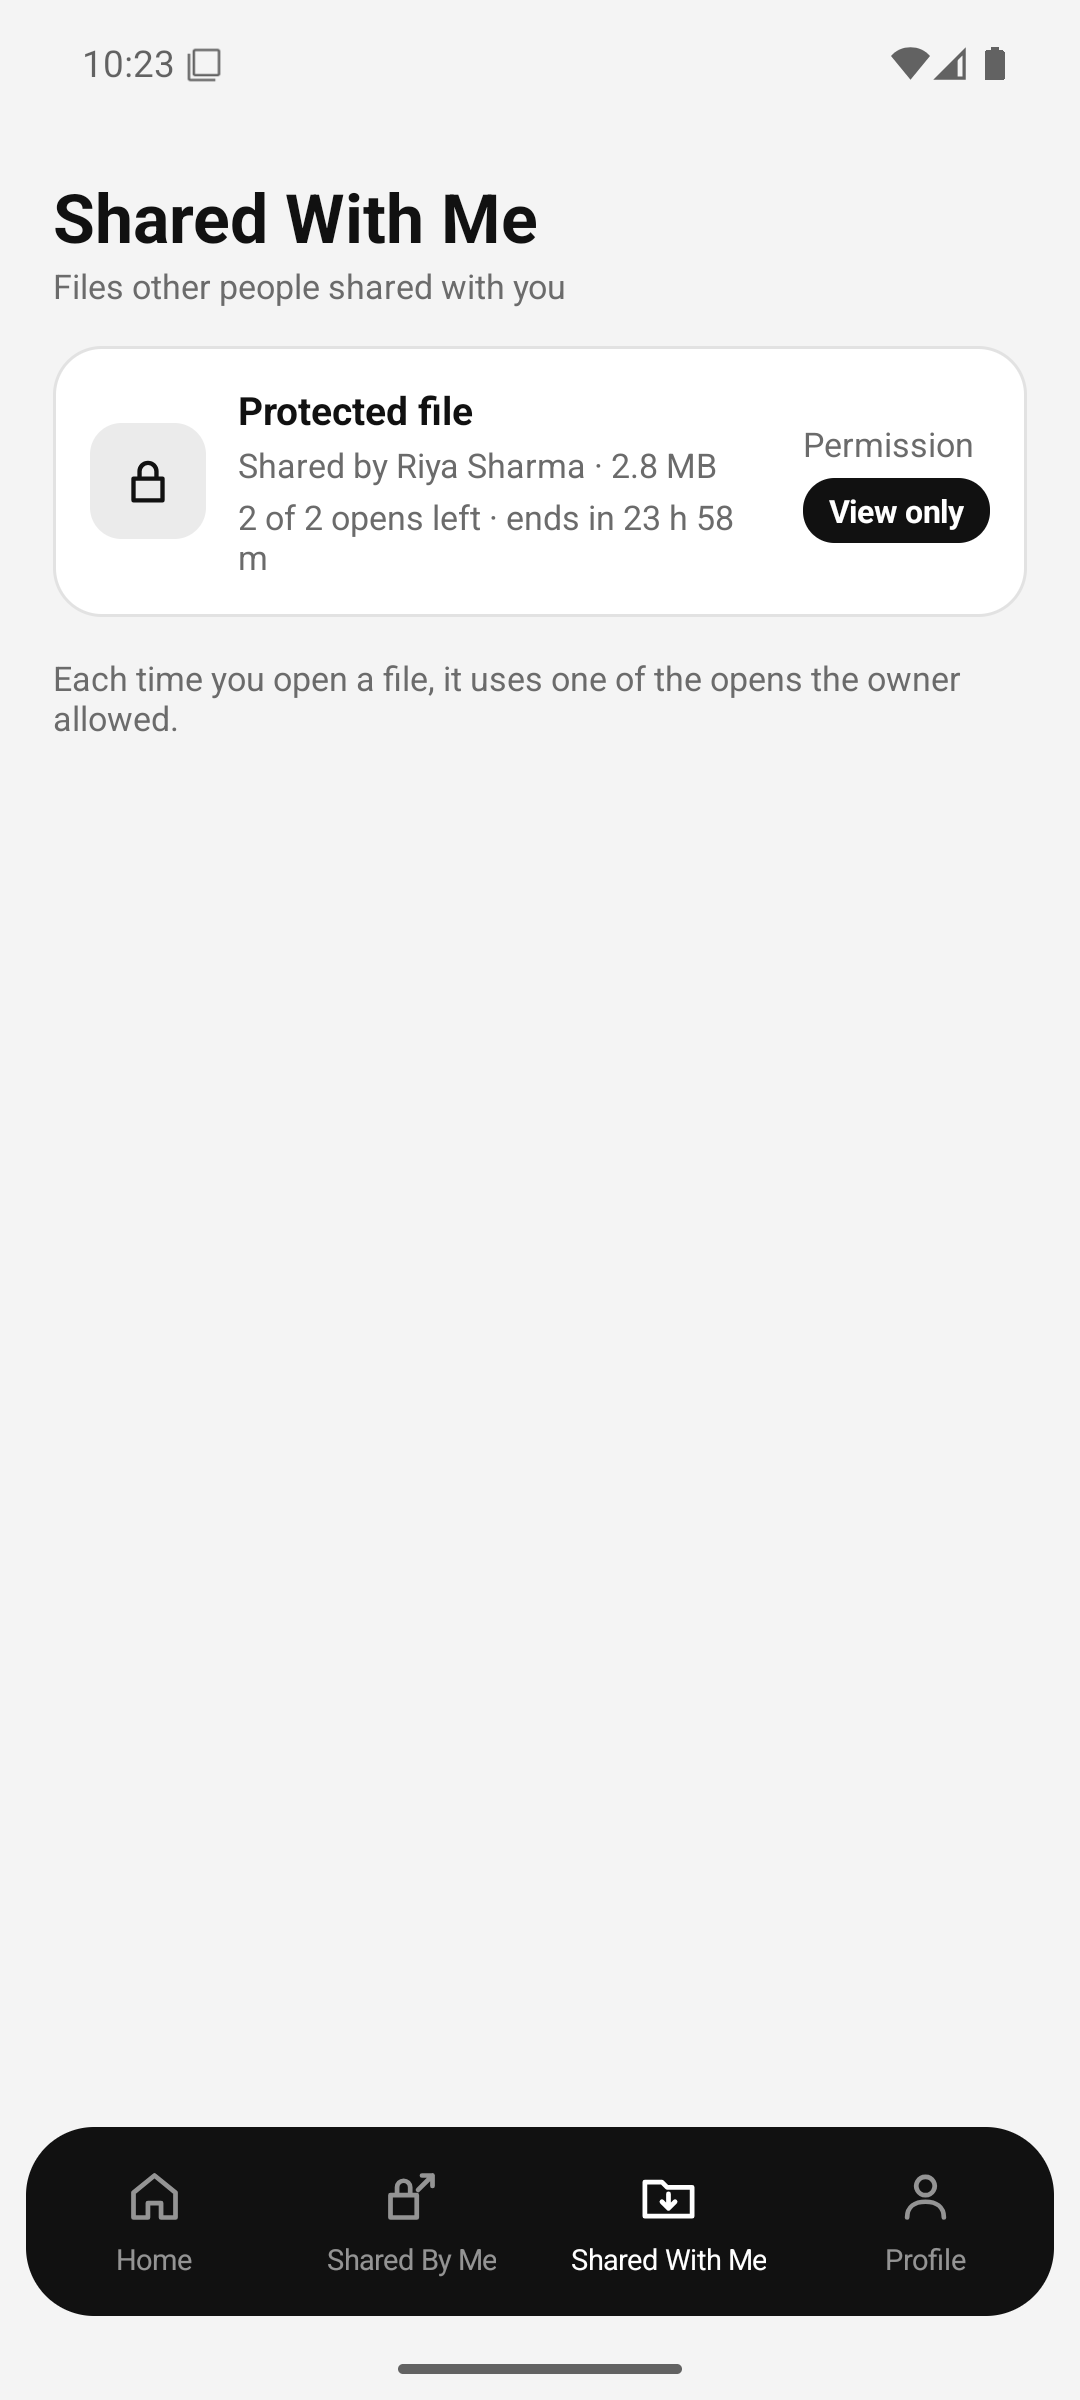 10:23
Shared With Me
Files other people shared with you
Protected file
Shared by Riya Sharma · 2.8 MB
2 of 2 opens left · ends in 23 h 58
m
Permission
View only
Each time you open a file, it uses one of the opens the owner
allowed.
Home
Shared By Me
Shared With Me
Profile